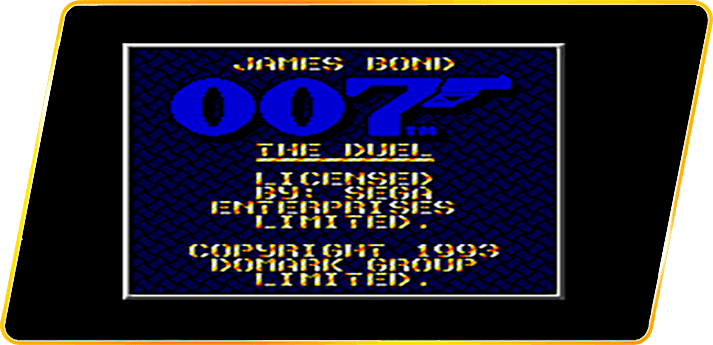 JAMES BOND
007 TM
THE DUEL
LICENSED
BY: SEGA
ENTERPRISES
LIMITED.
COPYRIGHT 1993
DOMARK GROUP
LIMITED.